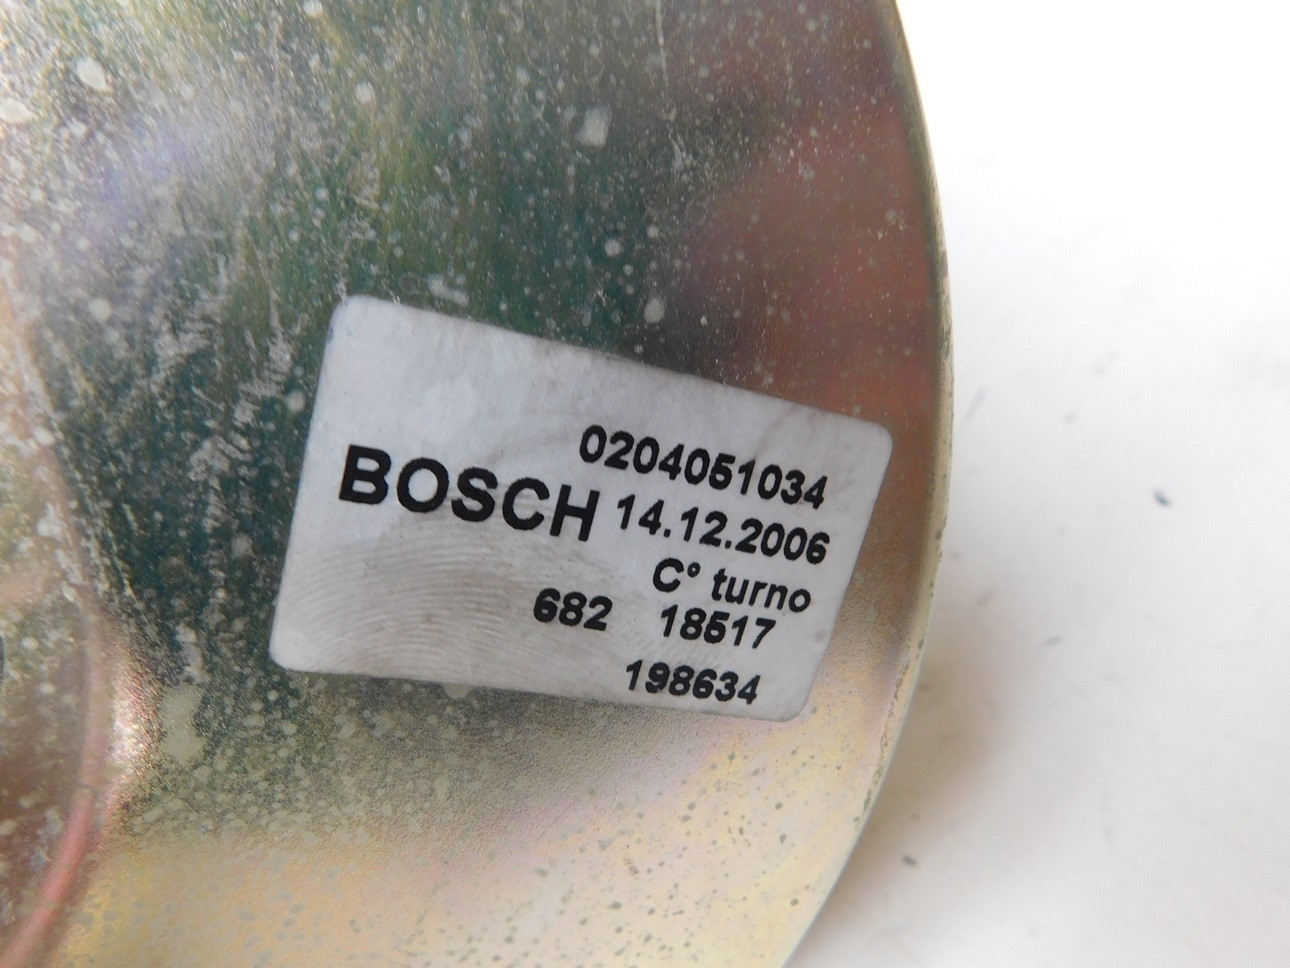 0204051034
BOSCH 14.12.2006
C° turno
682 18517
198634